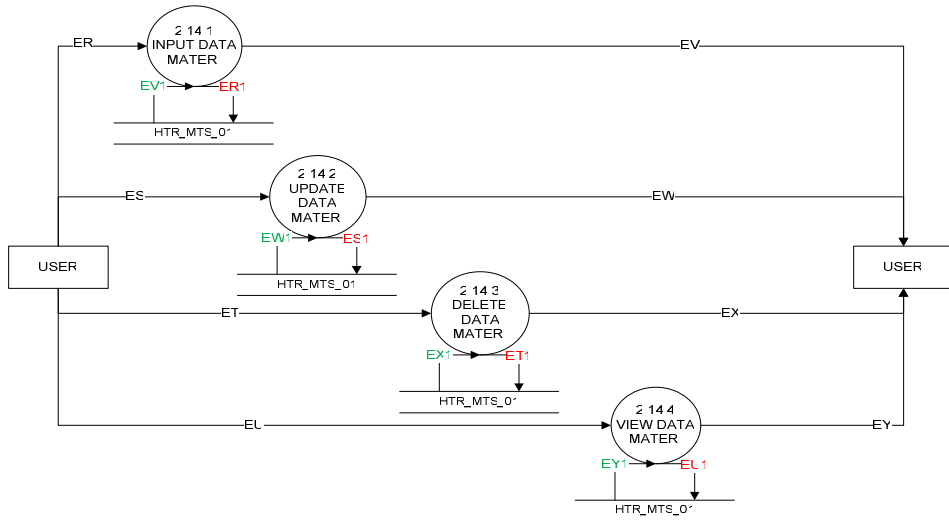 ER
2 14 1
INPUT DATA
MATER
EV
EV1
ER1
HTR_MTS_01
ES
2 14 2
UPDATE
DATA
MATER
EW
EW1
ES1
HTR_MTS_01
USER
USER
ET
2 14 3
DELETE
DATA
MATER
EX
EX1
ET1
HTR_MTS_01
EU
2 14 4
VIEW DATA
MATER
EY
EY1
EU1
HTR_MTS_01